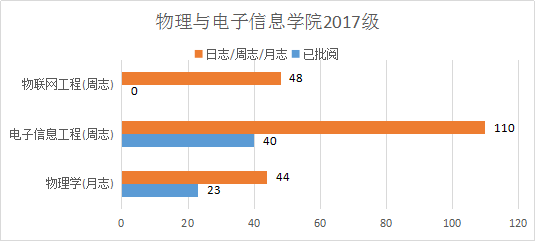 物理与电子信息学院2017级
日志/周志/月志 已批阅
物联网工程(周志) 48
0
电子信息工程(周志) 110
40
物理学(月志) 44
23
0 20 40 60 80 100 120